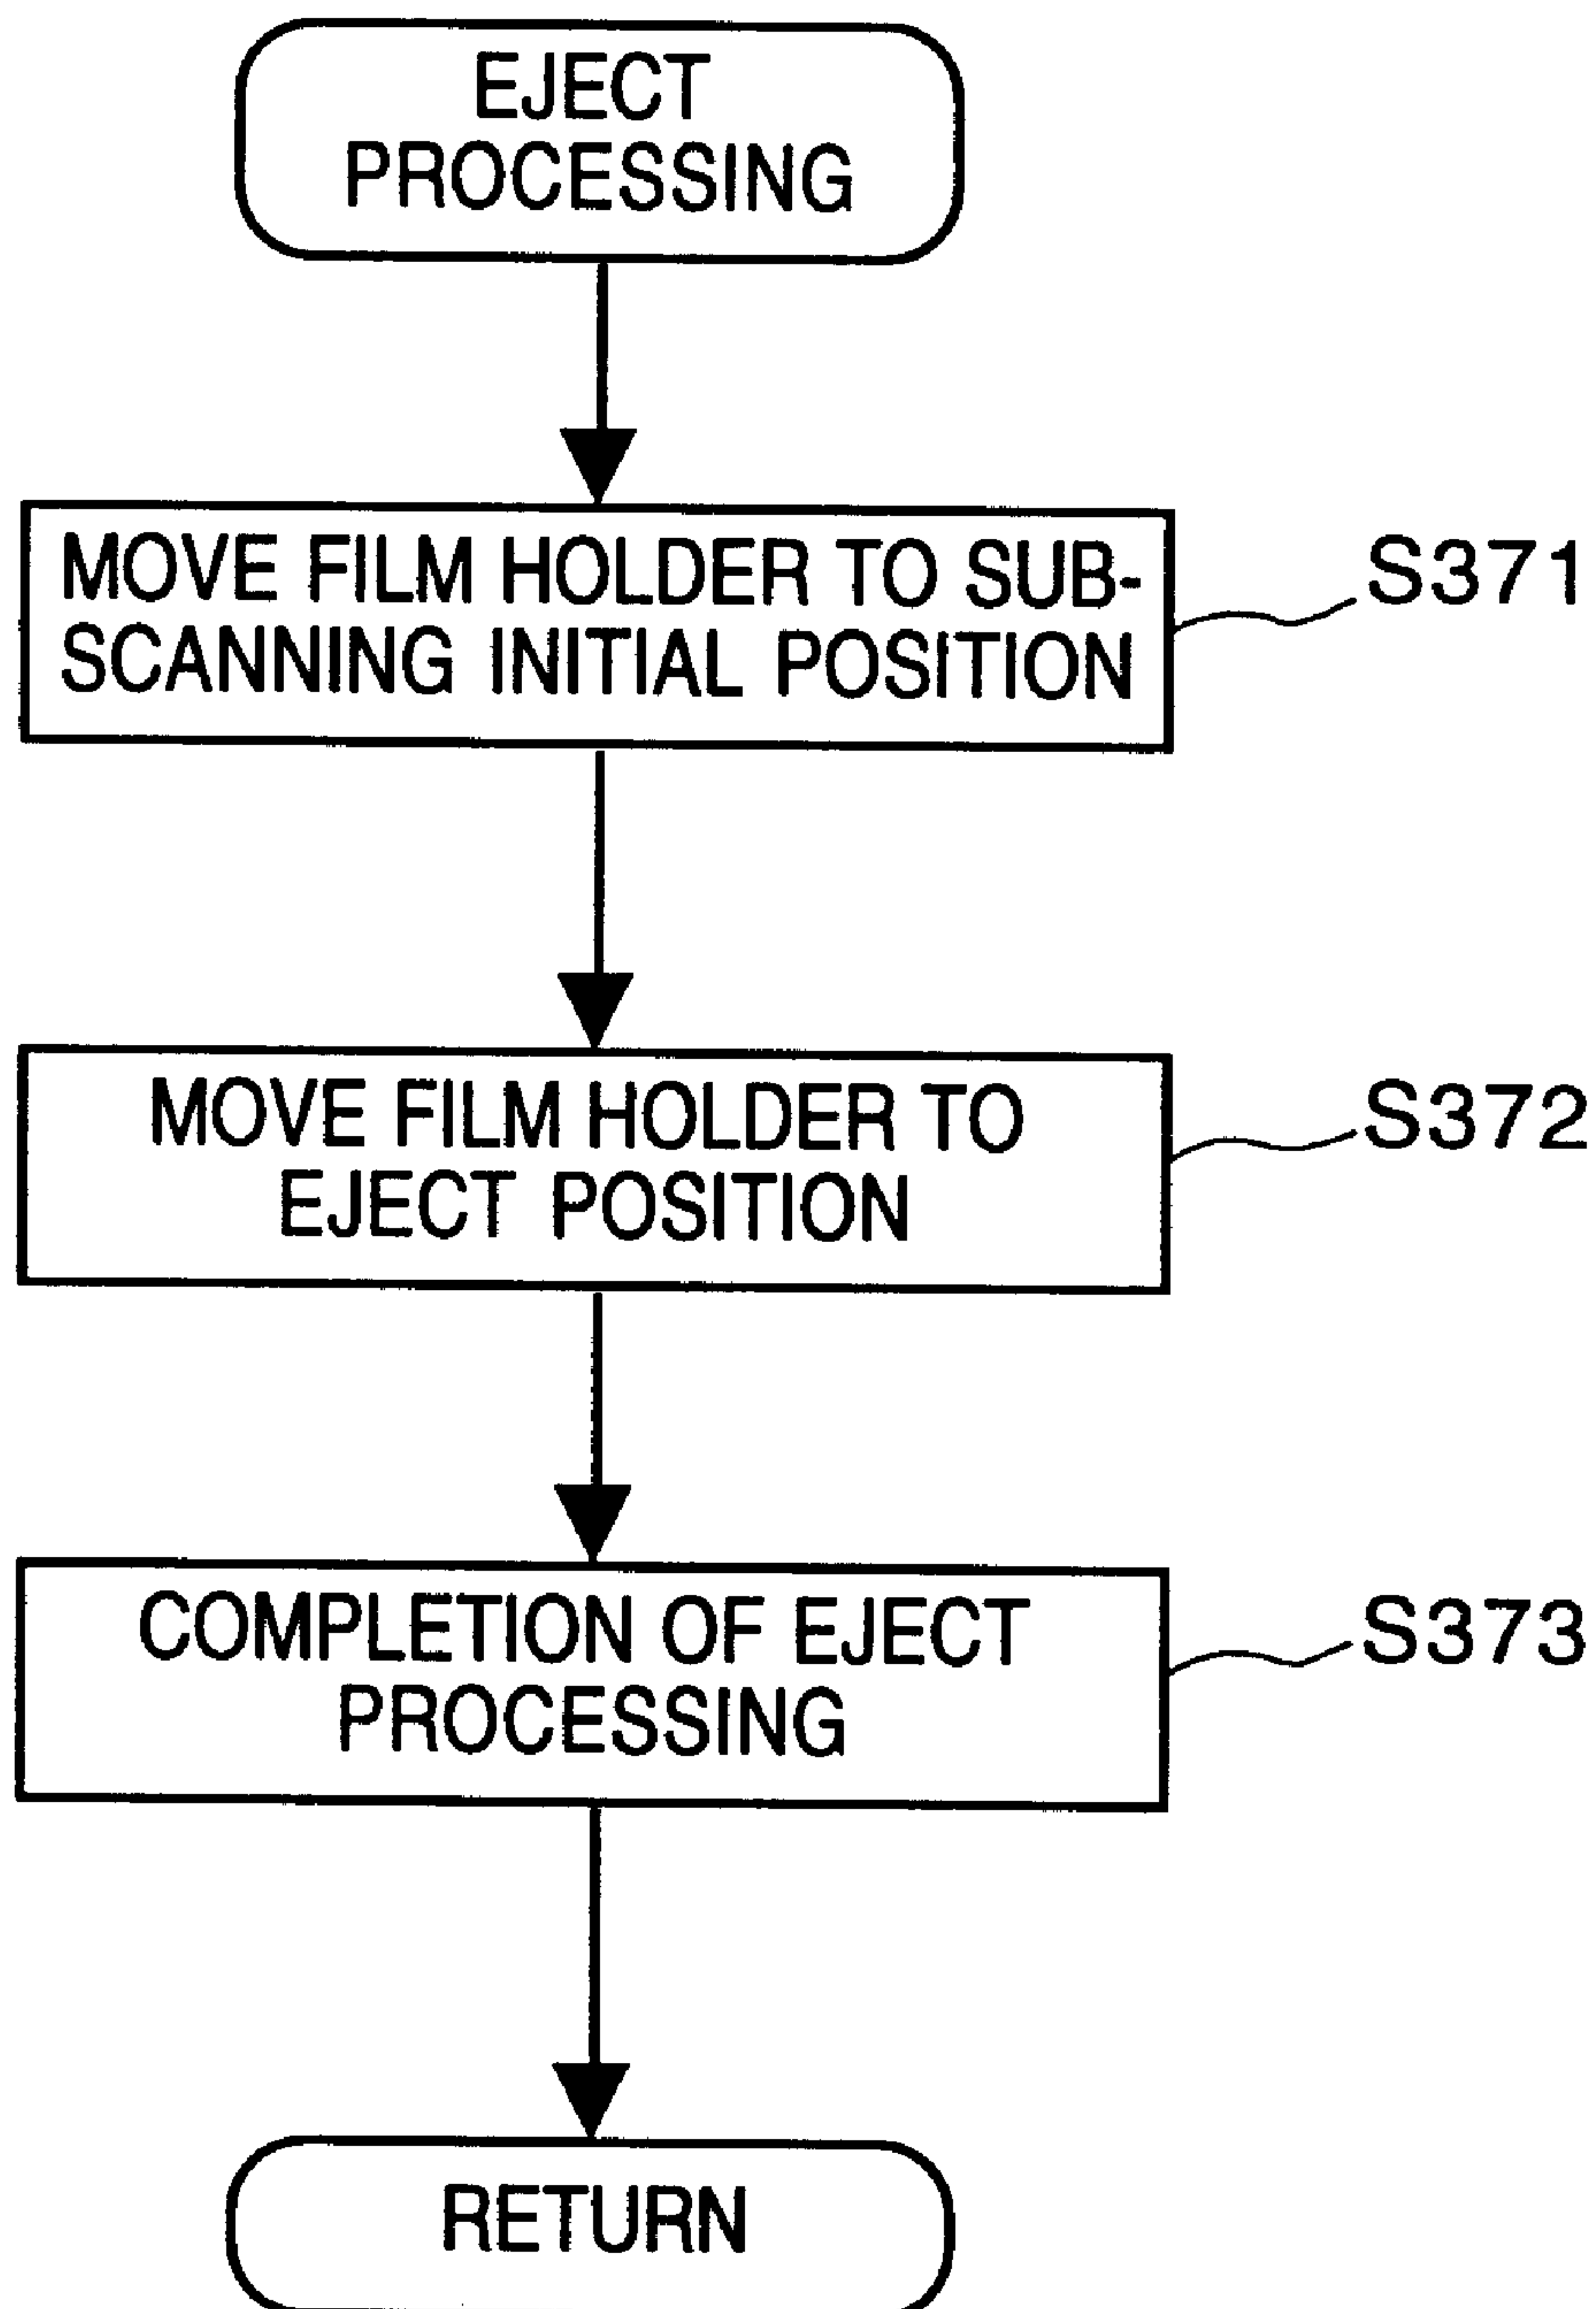 EJECT
PROCESSING
MOVE FILM HOLDER TO SUB-
SCANNING INITIAL POSITION
S371
MOVE FILM HOLDER TO
EJECT POSITION
S372
COMPLETION OF EJECT
PROCESSING
S373
RETURN